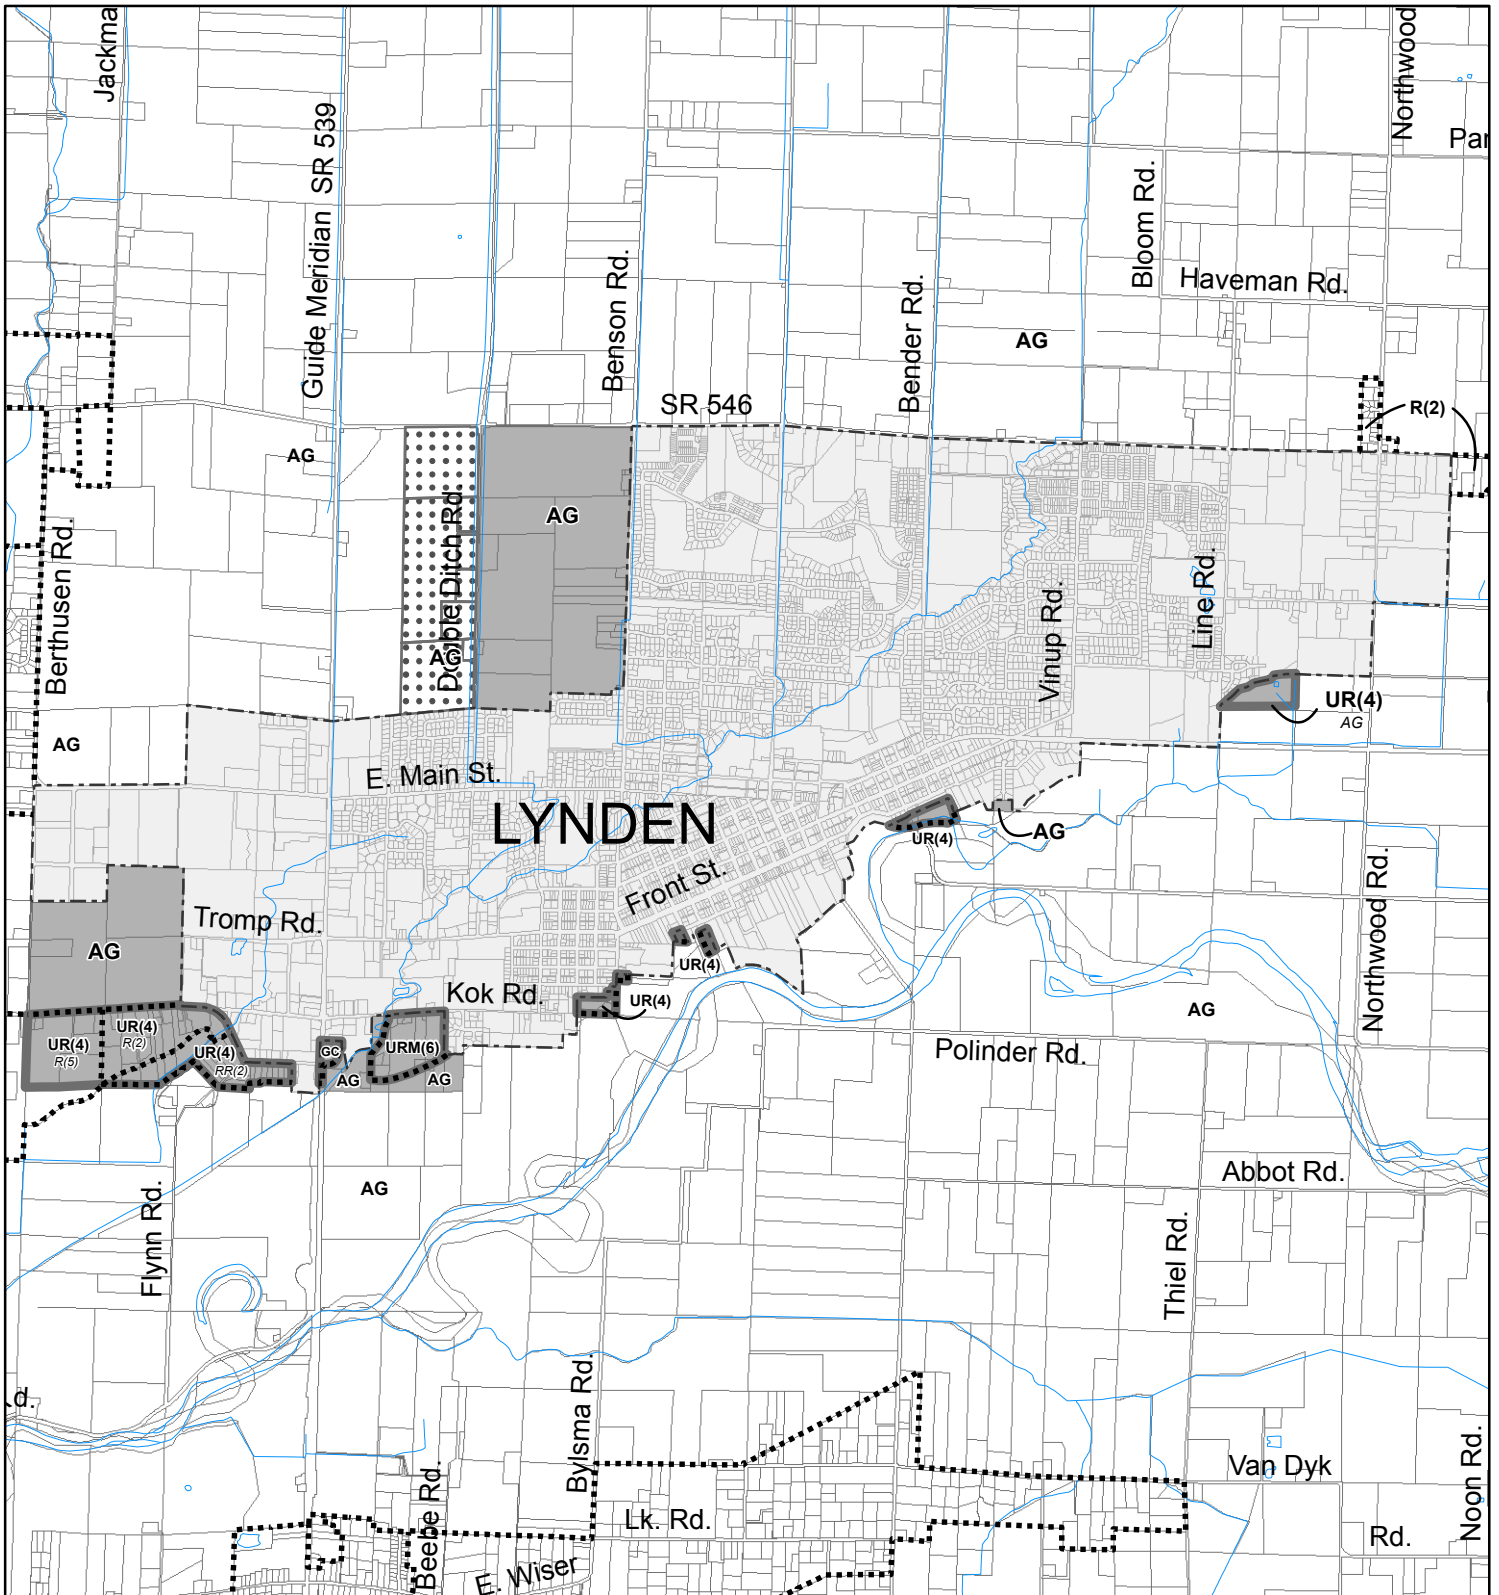 Jackma
Northwood
Par
Guide Meridian SR 539
Bloom Rd.
Haveman Rd.
Benson Rd.
Bender Rd.
AG
SR 546
R(2)
AG
Double Ditch Rd.
AG
Berthusen Rd.
Line Rd.
Vinup Rd.
AG
UR(4)
AG
AG
E. Main St.
LYNDEN
UR(4)
AG
Front St.
Tromp Rd.
AG
Northwood Rd.
UR(4)
Kok Rd.
UR(4)
AG
UR(4)
R(5)
UR(4)
R(2)
UR(4)
RR(2)
GC
AG
URM(6)
AG
Polinder Rd.
Abbot Rd.
AG
Flynn Rd.
Thiel Rd.
d.
Bylsma Rd.
Van Dyk
Noon Rd.
Beebe Rd.
Lk. Rd.
Rd.
E. Wiser